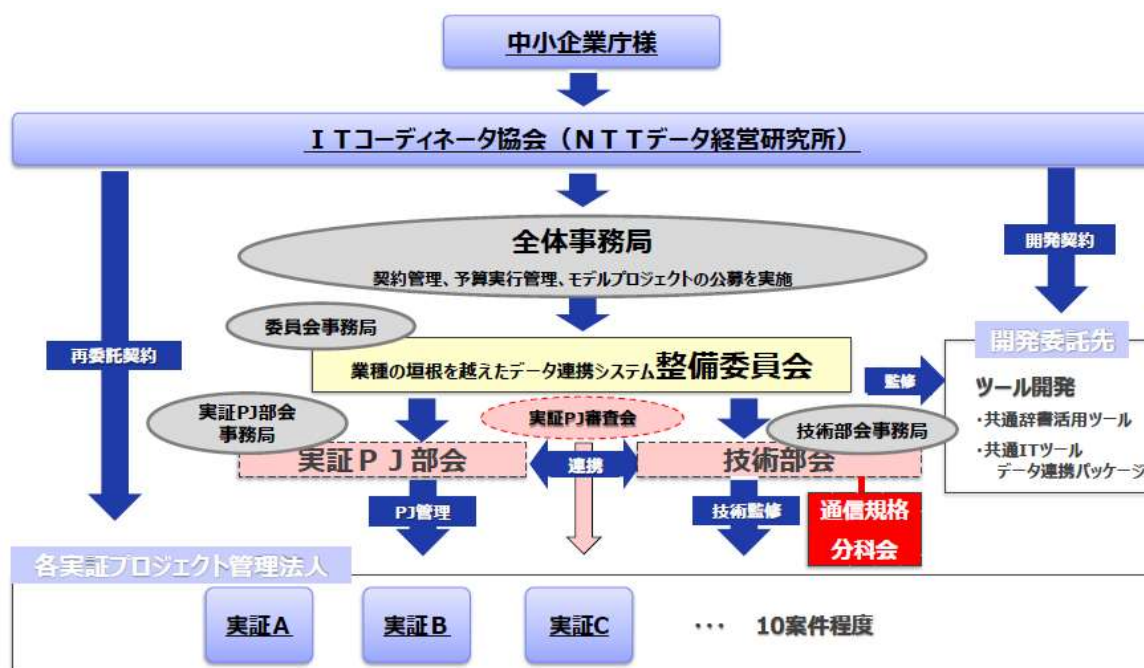 中小企業庁様
ITコーディネータ協会（NTTデータ経営研究所）
全体事務局
契約管理、予算実行管理、モデルプロジェクトの公募を実施
開発契約
委員会事務局
再委託契約
業種の垣根を越えたデータ連携システム整備委員会
監修
開発委託先
ツール開発
・共通辞書活用ツール
・共通ITツール
データ連携パッケージ
実証PJ部会
事務局
実証PJ審査会
技術部会事務局
実証PJ部会
連携
技術部会
PJ管理
技術監修
通信規格
分科会
各実証プロジェクト管理法人
実証A
実証B
実証C
… 10案件程度